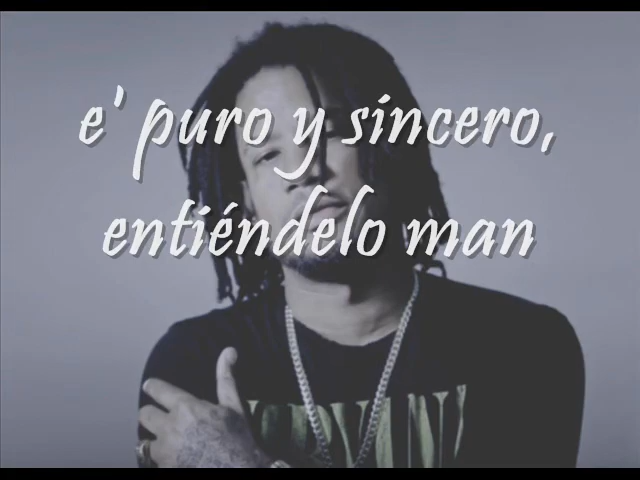 e' puro y sincero,
entiéndelo man